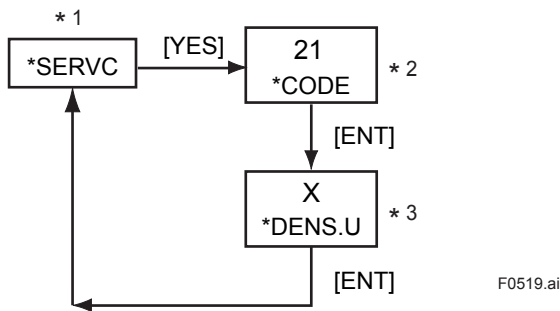 * 1
*SERVC
[YES]
21
*CODE
* 2
[ENT]
X
*DENS.U
* 3
[ENT]
F0519.ai